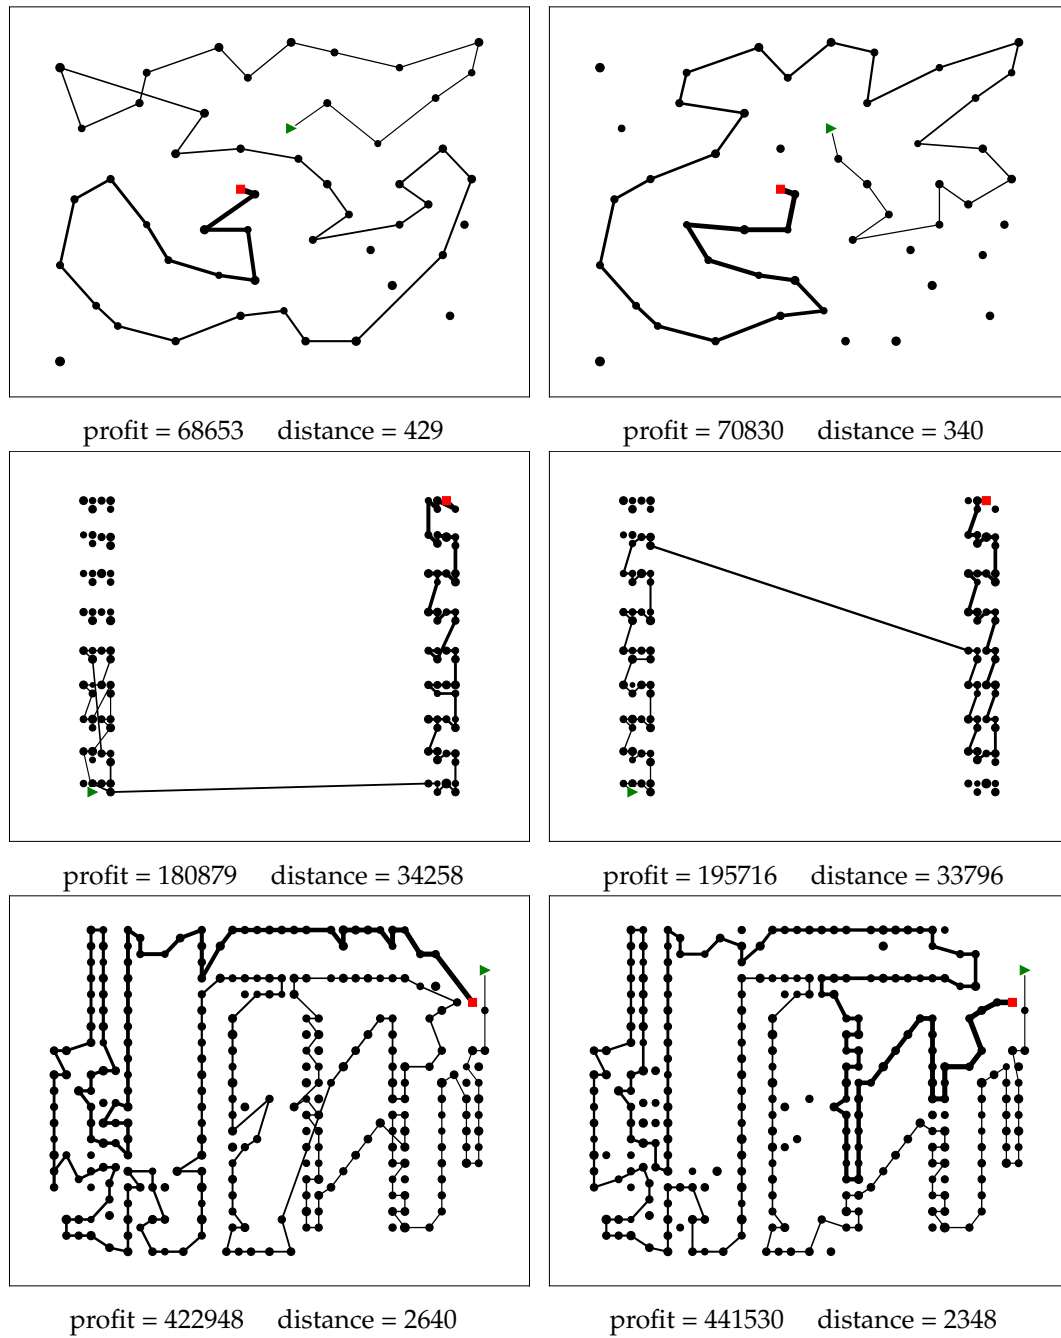 profit = 68653 distance = 429
profit = 70830 distance = 340
profit = 180879 distance = 34258
profit = 195716 distance = 33796
profit = 422948 distance = 2640
profit = 441530 distance = 2348